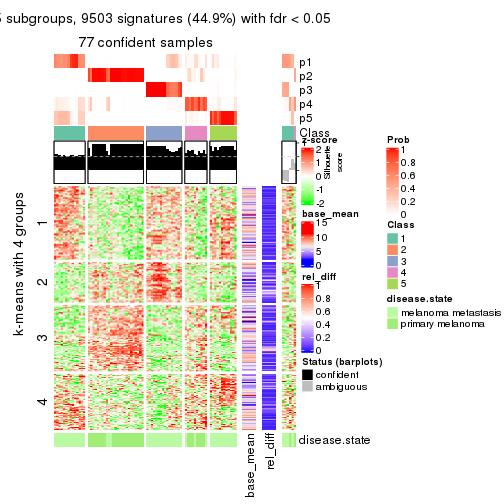 5 subgroups, 9503 signatures (44.9%) with fdr < 0.05
77 confident samples
p1
p2
p3
p4
p5
Class
Silhouette
score
k-means with 4 groups
1
2
3
4
base_mean
rel_diff
disease.state
z-score
2
1
0
-1
-2
base_mean
15
10
5
0
rel_diff
1
0.8
0.6
0.4
0.2
0
Status (barplots)
confident
ambiguous
Prob
1
0.8
0.6
0.4
0.2
0
Class
1
2
3
4
5
disease.state
melanoma metastasis
primary melanoma